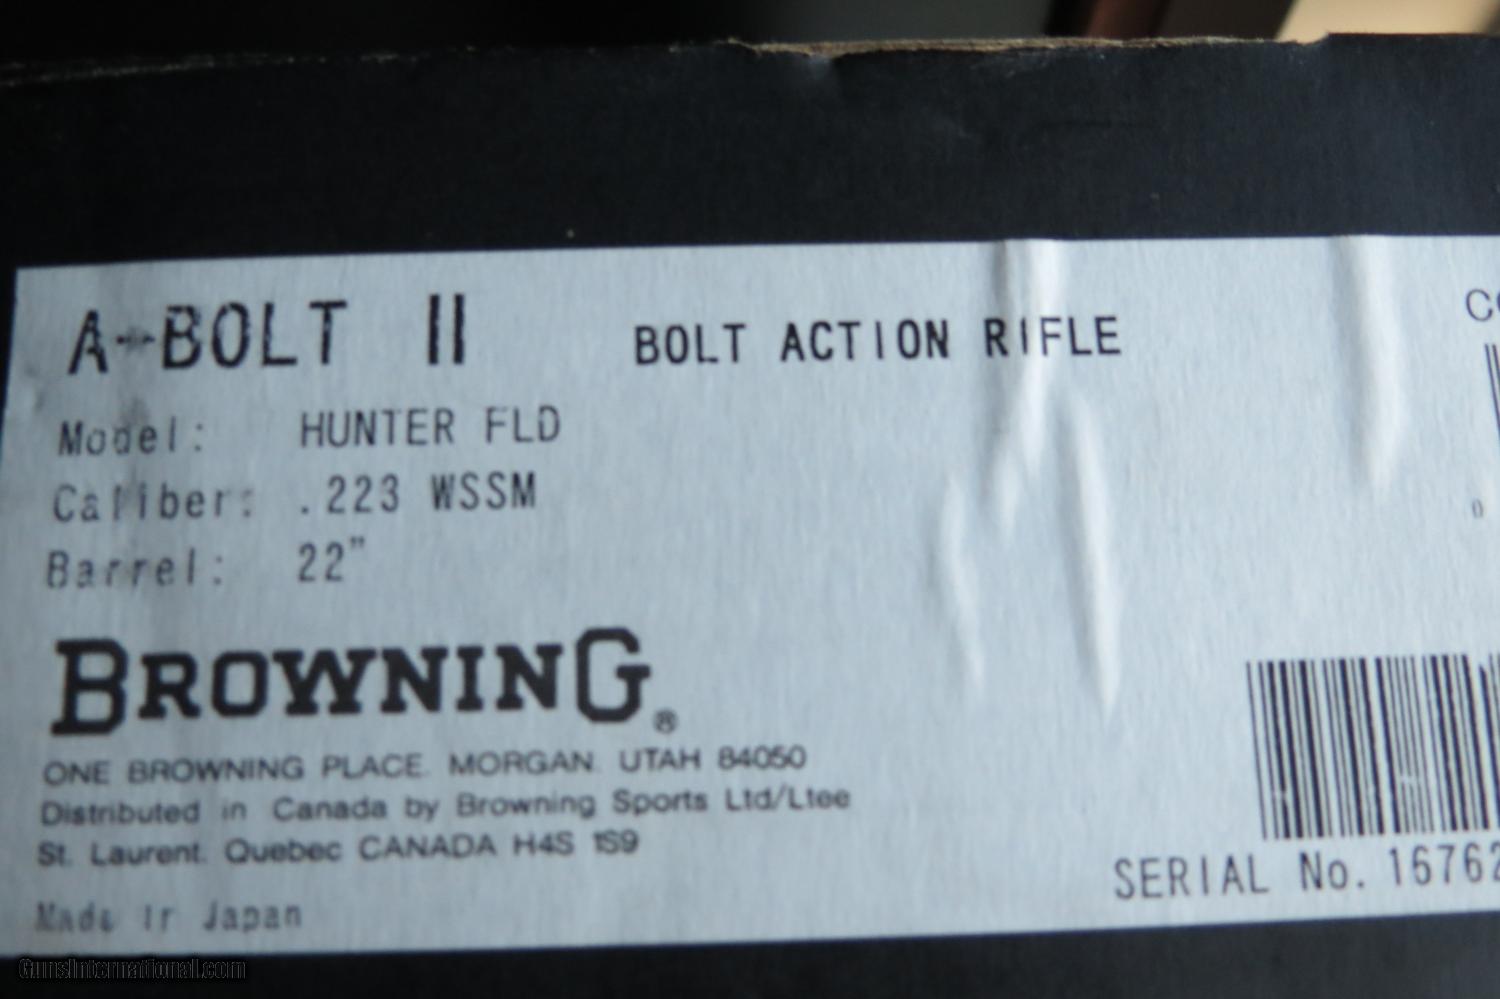 A-BOLT II BOLT ACTION RIFLE
Model: HUNTER FLD
Caliber: .223 WSSM
Barrel: 22"
BROWNING®
ONE BROWNING PLACE. MORGAN. UTAH 84050
Distributed in Canada by Browning Sports Ltd/Ltee
St. Laurent. Quebec CANADA H4S 1S9
Made in Japan
SERIAL No. 16762
GunsInternational.com